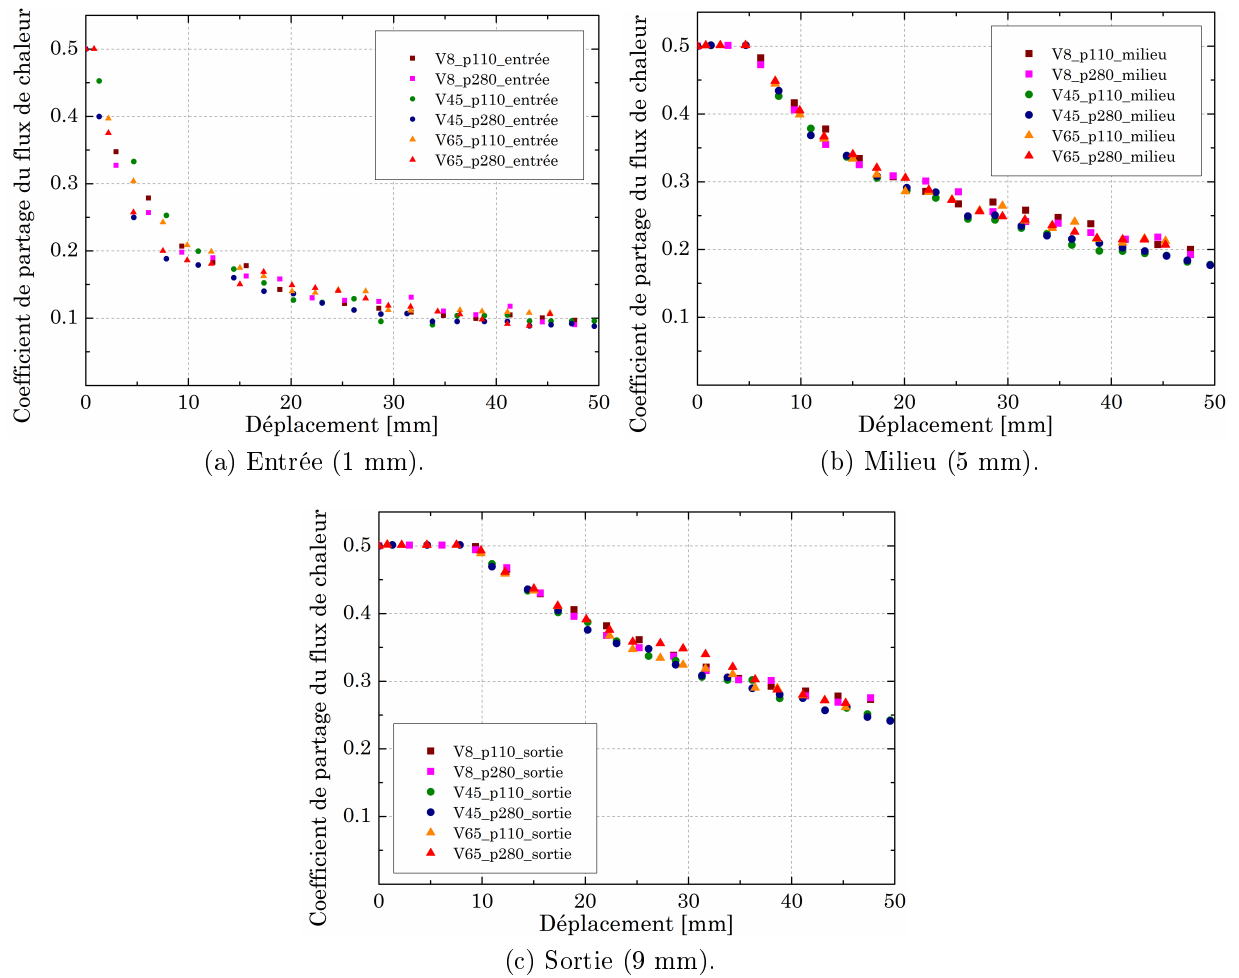 Coefficient de partage du flux de chaleur
0.5
0.4
0.3
0.2
0.1
V8_p110_entrée
V8_p280_entrée
V45_p110_entrée
V45_p280_entrée
V65_p110_entrée
V65_p280_entrée
0 10 20 30 40 50
Déplacement [mm]
(a) Entrée (1 mm).
Coefficient de partage du flux de chaleur
0.5
0.4
0.3
0.2
0.1
V8_p110_milieu
V8_p280_milieu
V45_p110_milieu
V45_p280_milieu
V65_p110_milieu
V65_p280_milieu
0 10 20 30 40 50
Déplacement [mm]
(b) Milieu (5 mm).
Coefficient de partage du flux de chaleur
0.5
0.4
0.3
0.2
0.1
V8_p110_sortie
V8_p280_sortie
V45_p110_sortie
V45_p280_sortie
V65_p110_sortie
V65_p280_sortie
0 10 20 30 40 50
Déplacement [mm]
(c) Sortie (9 mm).